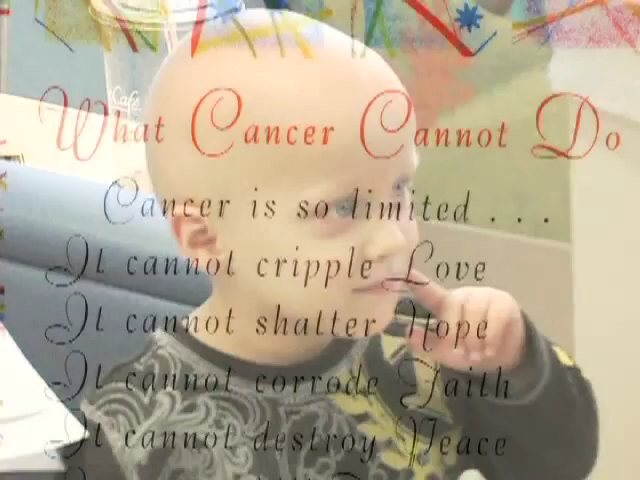 Café
What Cancer Cannot Do
Cancer is so limited . . .
It cannot cripple Love
It cannot shatter Hope
It cannot corrode Faith
It cannot destroy Peace